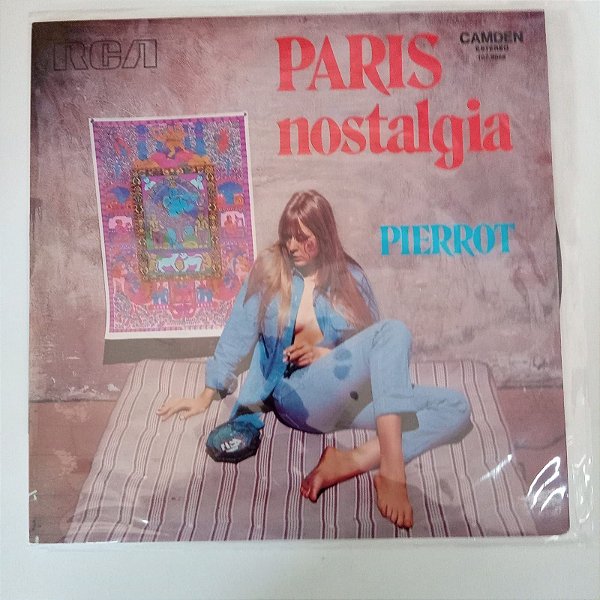 RCA
PARIS
nostalgia
CAMDEN
ESTEREO
PIERROT